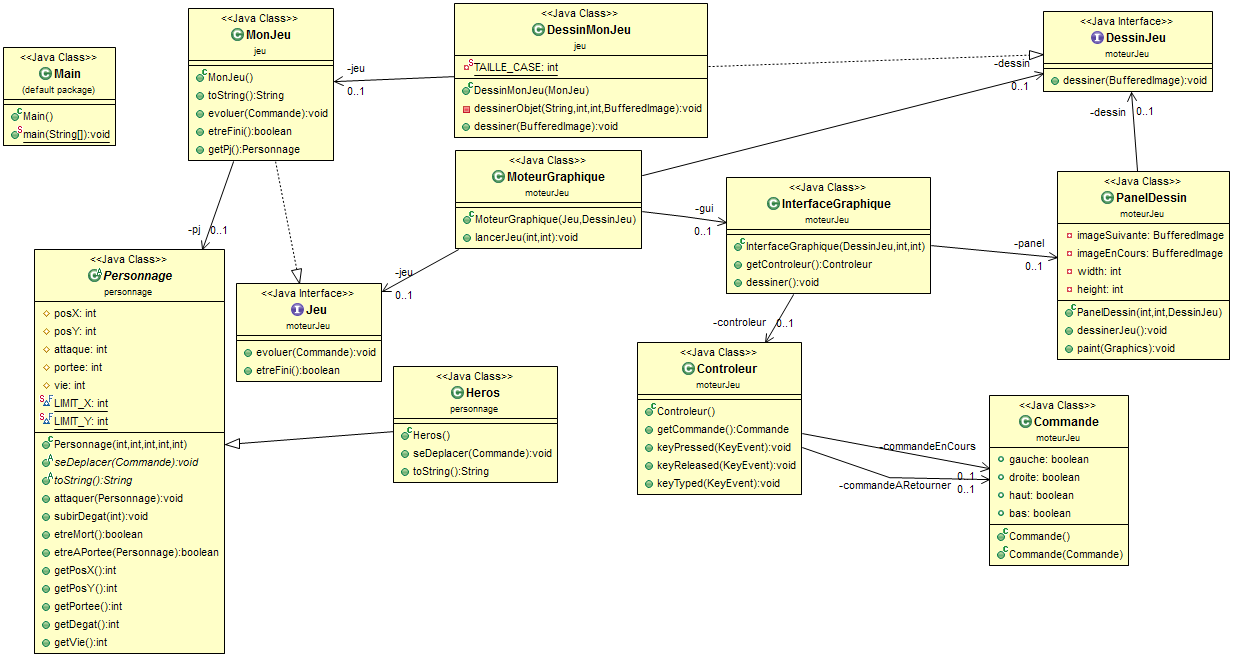 <<Java Class>>
Main
(default package)
Main()
main(String[]):void
<<Java Class>>
MonJeu
jeu
MonJeu()
toString():String
evoluer(Commande):void
etreFini():boolean
getPj():Personnage
<<Java Class>>
DessinMonJeu
jeu
TAILLE_CASE: int
DessinMonJeu(MonJeu)
dessinerObjet(String,int,int,BufferedImage):void
dessiner(BufferedImage):void
<<Java Interface>>
DessinJeu
moteurJeu
dessiner(BufferedImage):void
-jeu
0..1
-dessin
0..1
-dessin
0..1
<<Java Class>>
MoteurGraphique
moteurJeu
MoteurGraphique(Jeu,DessinJeu)
lancerJeu(int,int):void
-gui
0..1
<<Java Class>>
InterfaceGraphique
moteurJeu
InterfaceGraphique(DessinJeu,int,int)
getControleur():Controleur
dessiner():void
-panel
0..1
<<Java Class>>
PanelDessin
moteurJeu
imageSuivante: BufferedImage
imageEnCours: BufferedImage
width: int
height: int
PanelDessin(int,int,DessinJeu)
dessinerJeu():void
paint(Graphics):void
-pj
0..1
-jeu
0..1
-controleur
0..1
<<Java Class>>
Personnage
personnage
posX: int
posY: int
attaque: int
portee: int
vie: int
LIMIT_X: int
LIMIT_Y: int
Personnage(int,int,int,int,int)
seDeplacer(Commande):void
toString():String
attaquer(Personnage):void
subirDegat(int):void
etreMort():boolean
etreAPortee(Personnage):boolean
getPosX():int
getPosY():int
getPortee():int
getDegat():int
getVie():int
<<Java Interface>>
Jeu
moteurJeu
evoluer(Commande):void
etreFini():boolean
<<Java Class>>
Heros
personnage
Heros()
seDeplacer(Commande):void
toString():String
<<Java Class>>
Controleur
moteurJeu
Controleur()
getCommande():Commande
keyPressed(KeyEvent):void
keyReleased(KeyEvent):void
keyTyped(KeyEvent):void
-commandeEnCours
0..1
-commandeARetourner
0..1
<<Java Class>>
Commande
moteurJeu
gauche: boolean
droite: boolean
haut: boolean
bas: boolean
Commande()
Commande(Commande)